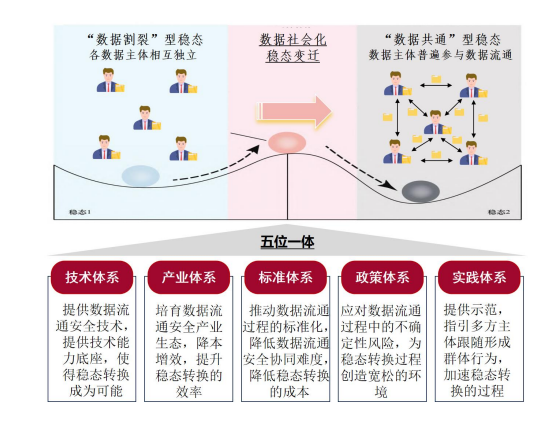 “数据割裂”型稳态
各数据主体相互独立
数据社会化
稳态变迁
“数据共通”型稳态
数据主体普遍参与数据流通
稳态1
稳态2
五位一体
技术体系
提供数据流
通安全技术，
提供技术能
力底座，使
得稳态转换
成为可能
产业体系
培育数据流
通安全产业
生态，降本
增效，提升
稳态转换的
效率
标准体系
推动数据流通
过程的标准化，
降低数据流通
安全协同难度，
降低稳态转换
的成本
政策体系
应对数据流通
过程中的不确
定性风险，为
稳态转换过程
创造宽松的环
境
实践体系
提供示范，
指引多方主
体跟随形成
群体行为，
加速稳态转
换的过程